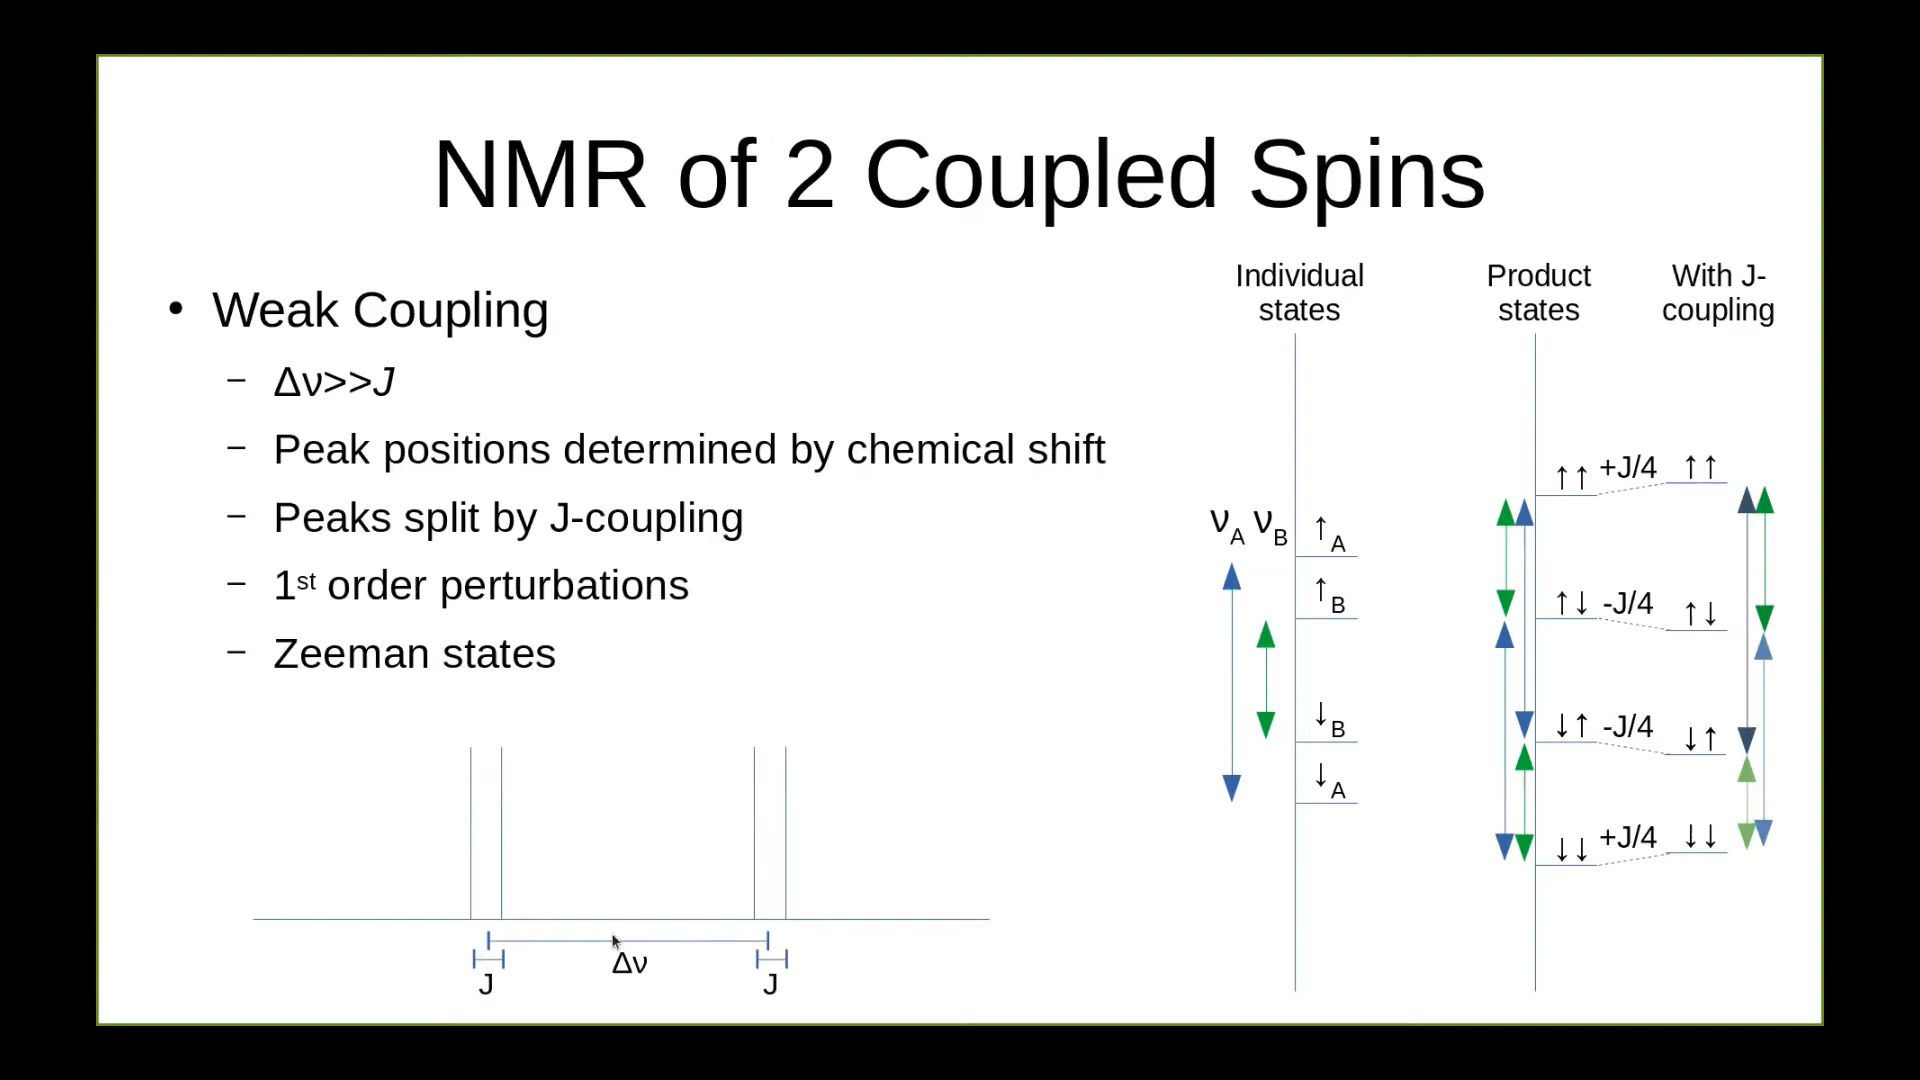 NMR of 2 Coupled Spins
• Weak Coupling
– Δν>>J
– Peak positions determined by chemical shift
– Peaks split by J-coupling
– 1st order perturbations
– Zeeman states
J
Δν
J
Individual
states
νA νB
↑A
↑B
↓B
↓A
Product
states
With J-
coupling
↑↑ +J/4 ↑↑
↑↓ -J/4 ↑↓
↓↑ -J/4 ↓↑
↓↓ +J/4 ↓↓